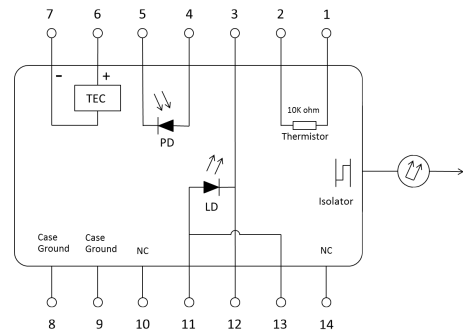 7 6 5 4 3 2 1
- +
TEC
10K ohm
PD
Thermistor
LD
Isolator
Case
Ground
Case
Ground
NC
NC
8 9 10 11 12 13 14